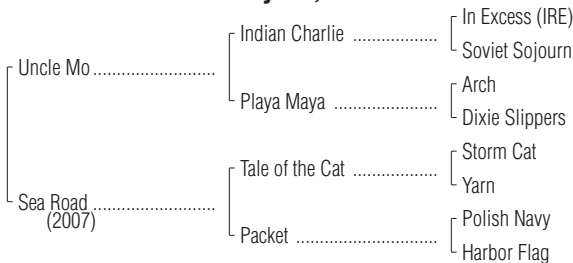 In Excess (IRE)
Indian Charlie ....................
Soviet Sojourn
Uncle Mo ..........................
Arch
Playa Maya ........................
Dixie Slippers
Storm Cat
Tale of the Cat ...................
Yarn
Sea Road ..........................
(2007)
Polish Navy
Packet ............................
Harbor Flag